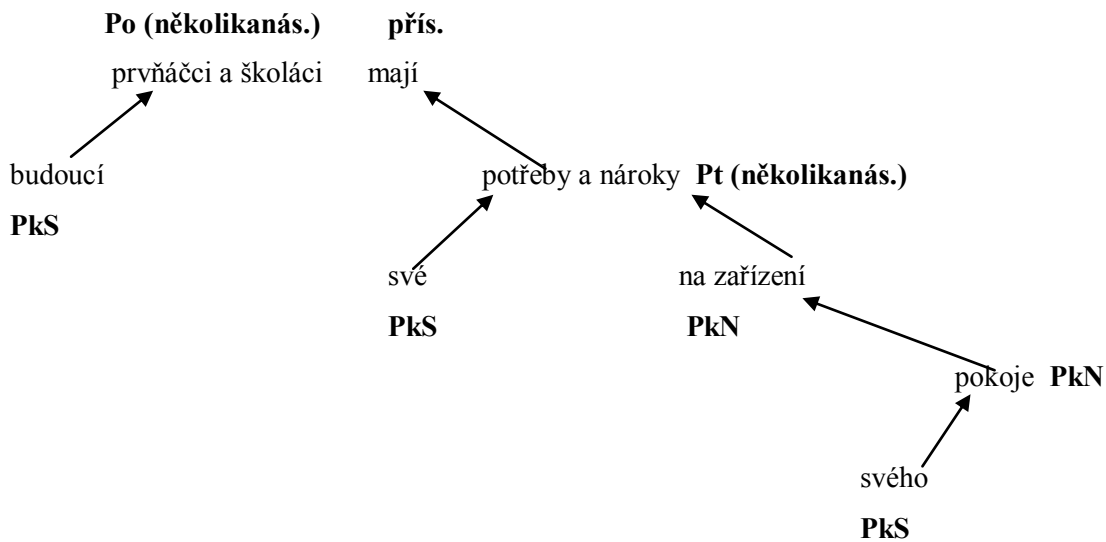 Po (několikanás.) přís.
prvňáčci a školáci mají
budoucí potřeby a nároky Pt (několikanás.)
PkS
své na zařízení
PkS PkN
pokoje PkN
svého
PkS